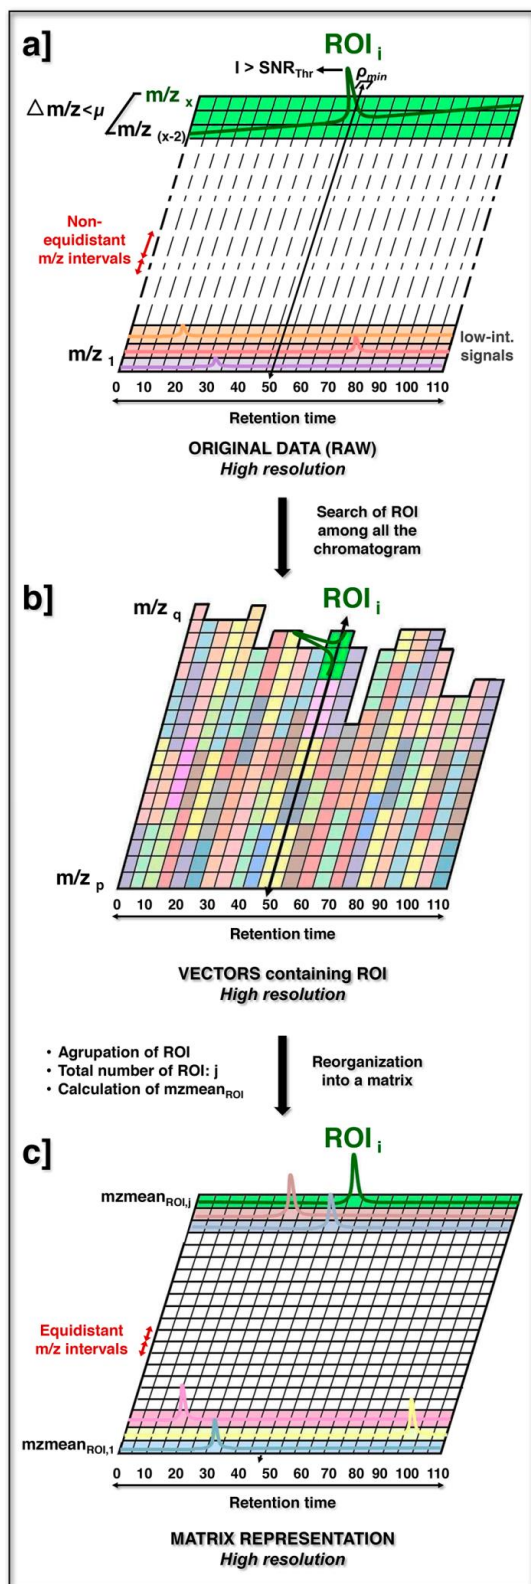 a]
ROI i
I > SNRThr
ρmin
△m/z<μ
m/z x
m/z (x-2)
Non-
equidistant
m/z intervals
low-int.
signals
m/z 1
0 10 20 30 40 50 60 70 80 90 100 110
Retention time
ORIGINAL DATA (RAW)
High resolution
Search of ROI
among all the
chromatogram
b]
ROI i
m/z q
m/z p
0 10 20 30 40 50 60 70 80 90 100 110
Retention time
VECTORS containing ROI
High resolution
• Agrupation of ROI
• Total number of ROI: j
• Calculation of mzmeanROI
Reorganization
into a matrix
c]
ROI i
mzmeanROI,j
Equidistant
m/z intervals
mzmeanROI,1
0 10 20 30 40 50 60 70 80 90 100 110
Retention time
MATRIX REPRESENTATION
High resolution